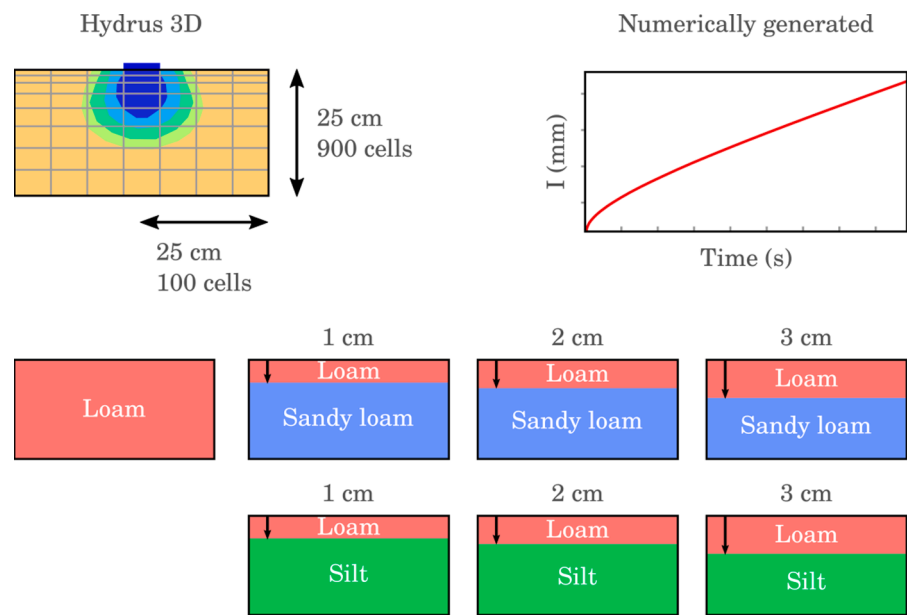 Hydrus 3D
Numerically generated
25 cm
900 cells
25 cm
100 cells
I (mm)
Time (s)
1 cm
2 cm
3 cm
Loam
Loam
Sandy loam
Loam
Sandy loam
Loam
Sandy loam
1 cm
2 cm
3 cm
Loam
Silt
Loam
Silt
Loam
Silt